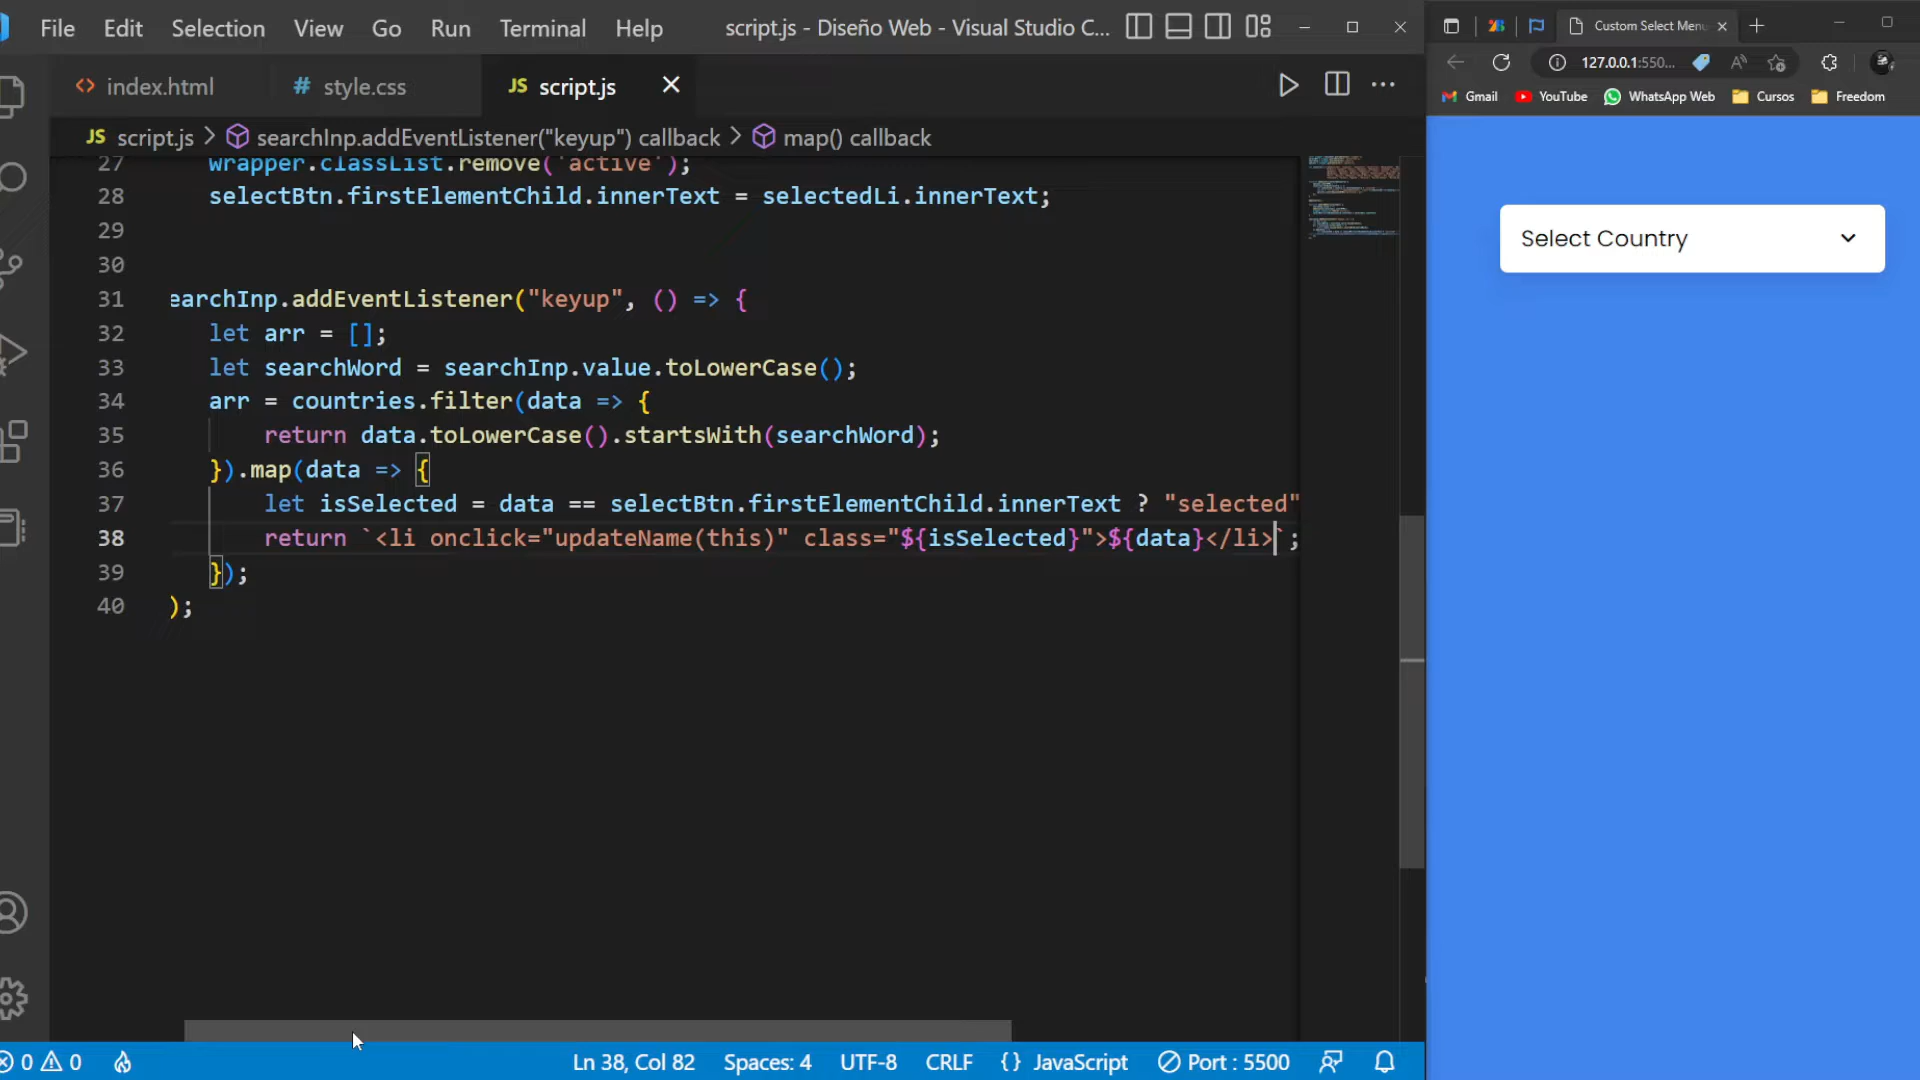 File Edit Selection View Go Run Terminal Help script.js - Diseño Web - Visual Studio C...
index.html # style.css JS script.js
JS script.js > searchInp.addEventListener("keyup") callback > map() callback
27 wrapper.classList.remove('active');
28 selectBtn.firstElementChild.innerText = selectedLi.innerText;
29
30
31 earchInp.addEventListener("keyup", () => {
32 let arr = [];
33 let searchWord = searchInp.value.toLowerCase();
34 arr = countries.filter(data => {
35 return data.toLowerCase().startsWith(searchWord);
36 }).map(data => {
37 let isSelected = data == selectBtn.firstElementChild.innerText ? "selected"
38 return `<li onclick="updateName(this)" class="${isSelected}">${data}</li>`;
39 });
40 );
0 0 Ln 38, Col 82 Spaces: 4 UTF-8 CRLF {} JavaScript Port : 5500
Custom Select Menu
127.0.0.1:550...
Gmail YouTube WhatsApp Web Cursos Freedom
Select Country